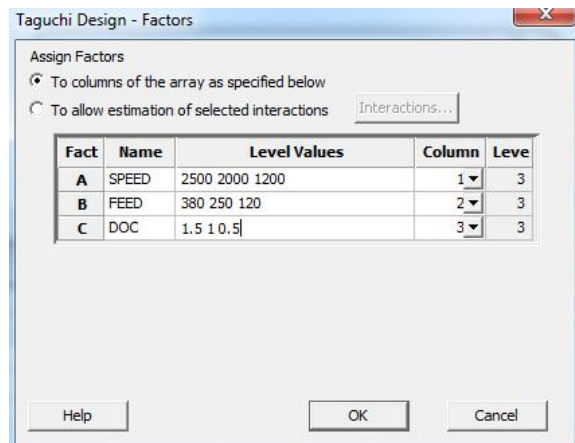 Taguchi Design - Factors
Assign Factors
To columns of the array as specified below
To allow estimation of selected interactions Interactions...
Fact Name Level Values Column Leve
A SPEED 2500 2000 1200 1 3
B FEED 380 250 120 2 3
C DOC 1.5 1 0.5 3 3
Help OK Cancel